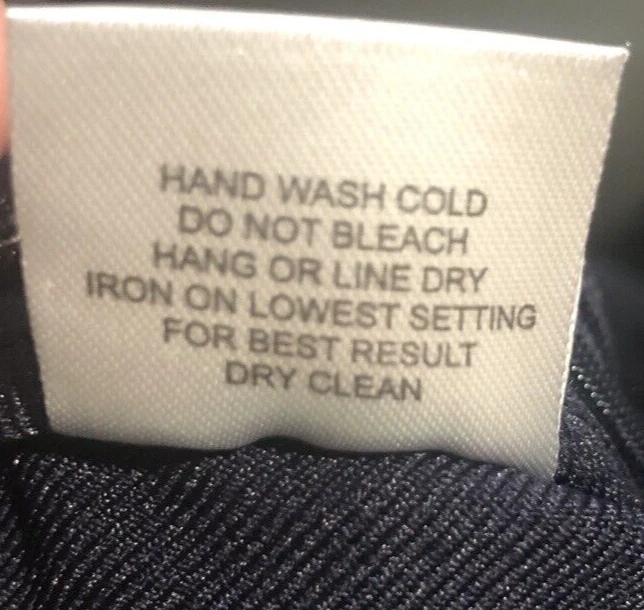 HAND WASH COLD
DO NOT BLEACH
HANG OR LINE DRY
IRON ON LOWEST SETTING
FOR BEST RESULT
DRY CLEAN